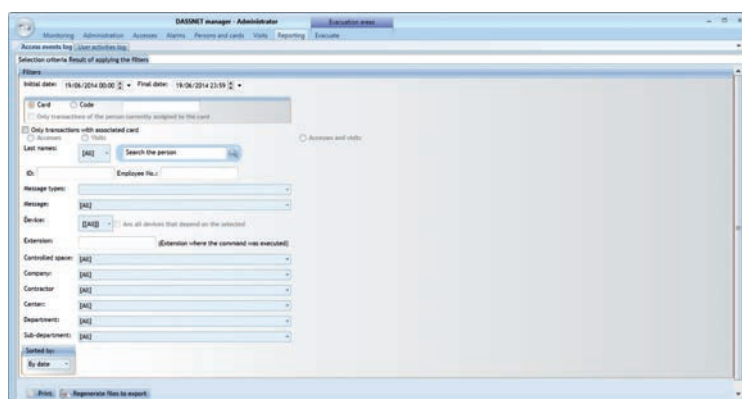 DASSNET manager - Administrator Evacuation areas
Monitoring Administration Accesses Alarms Persons and cards Visits Reporting Evacuate
Access events log User activities log
Selection criteria Result of applying the filters
Filters
Initial date: 19/06/2014 00:00 Final date: 19/06/2014 23:59
Card Code
Only transactions of the person currently assigned to the card
Only transactions with associated card
Accesses Visits Accesses and visits
Last names: [All] Search the person
ID: Employee No.:
Message types:
Message: [All]
Device: [[All]] Are all devices that depend on the selected
Extension: (Extension where the command was executed)
Controlled space: [All]
Company: [All]
Contractor [All]
Center: [All]
Department: [All]
Sub-department: [All]
Sorted by:
By date
Print Regenerate files to export